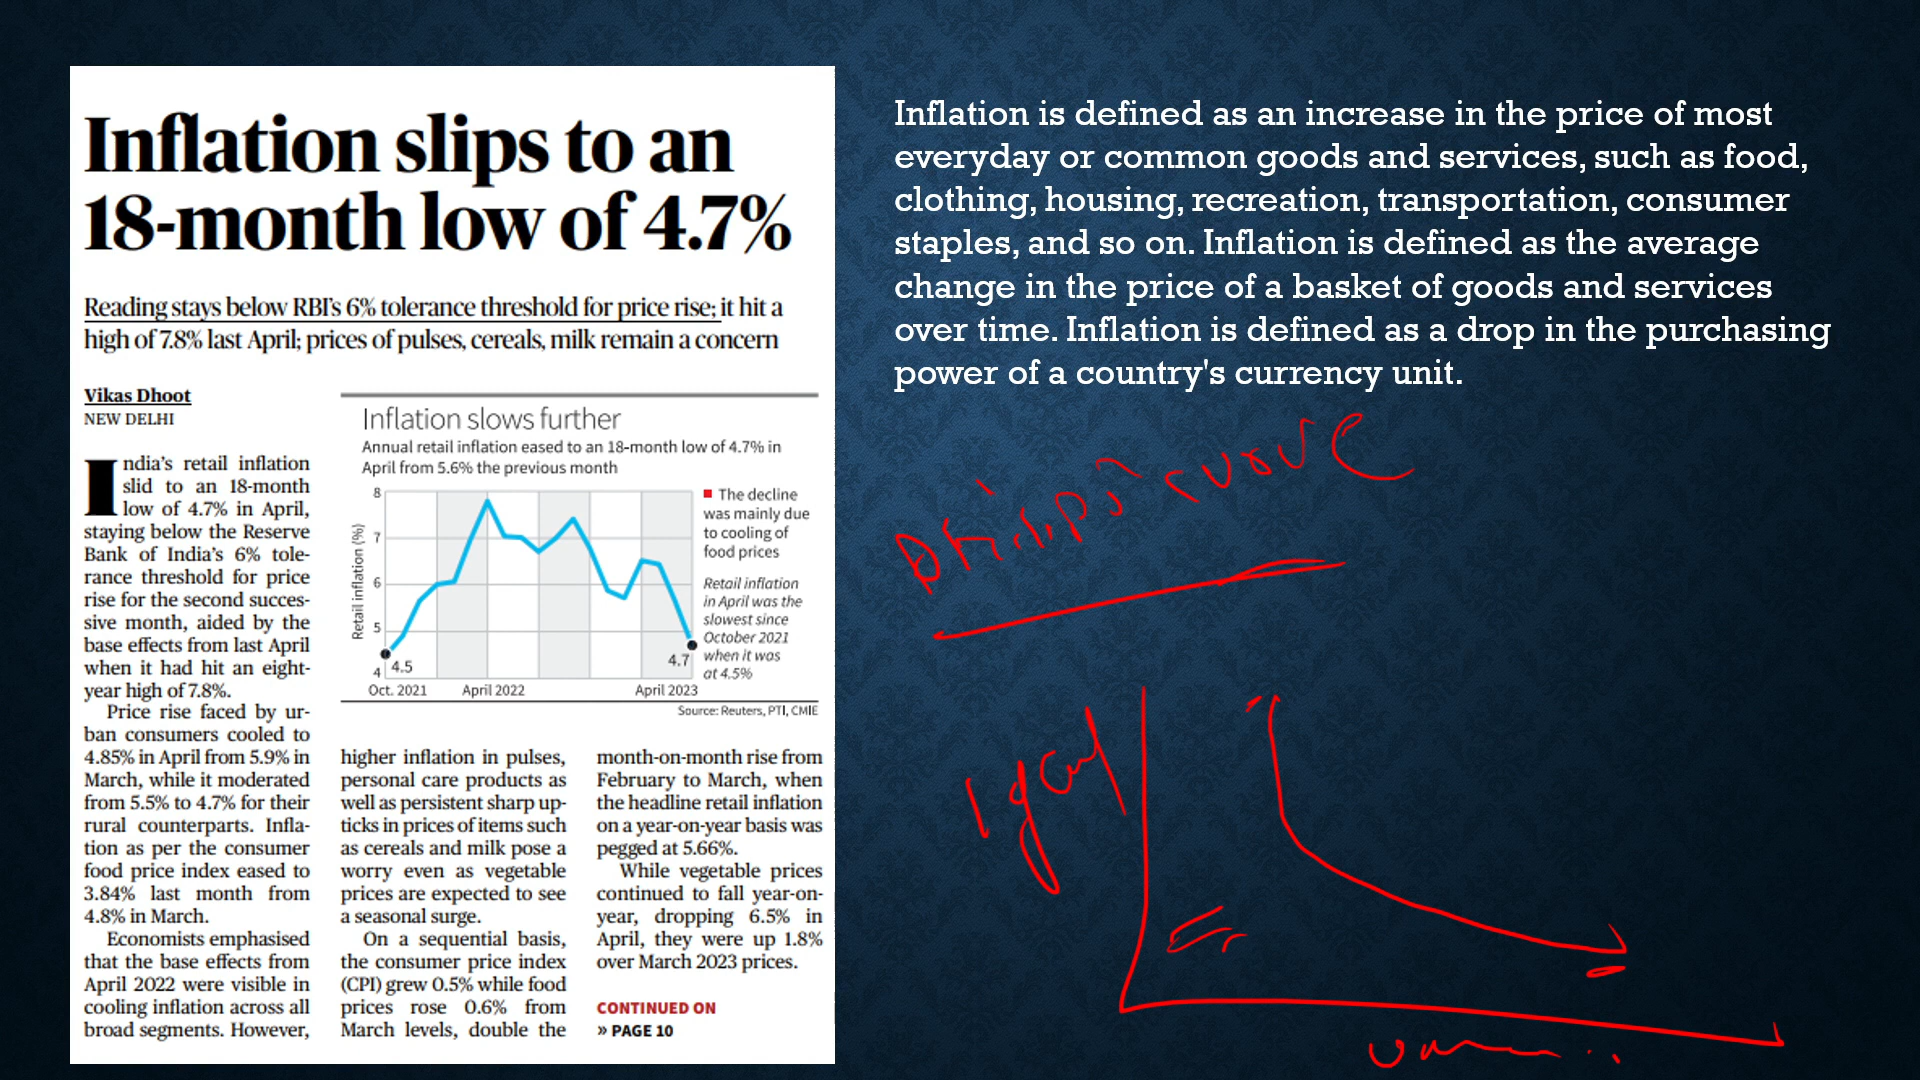 Inflation slips to an
18-month low of 4.7%
Reading stays below RBI's 6% tolerance threshold for price rise; it hit a
high of 7.8% last April; prices of pulses, cereals, milk remain a concern
Vikas Dhoot
NEW DELHI
India's retail inflation
slid to an 18-month
low of 4.7% in April,
staying below the Reserve
Bank of India's 6% tole-
rance threshold for price
rise for the second succes-
sive month, aided by the
base effects from last April
when it had hit an eight-
year high of 7.8%.
Price rise faced by ur-
ban consumers cooled to
4.85% in April from 5.9% in
March, while it moderated
from 5.5% to 4.7% for their
rural counterparts. Infla-
tion as per the consumer
food price index eased to
3.84% last month from
4.8% in March.
Economists emphasised
that the base effects from
April 2022 were visible in
cooling inflation across all
broad segments. However,
Inflation slows further
Annual retail inflation eased to an 18-month low of 4.7% in
April from 5.6% the previous month
Retail inflation (%)
8
7
6
5
4
4.5
4.7
Oct. 2021 April 2022 April 2023
The decline
was mainly due
to cooling of
food prices
Retail inflation
in April was the
slowest since
October 2021
when it was
at 4.5%
Source: Reuters, PTI, CMIE
higher inflation in pulses,
personal care products as
well as persistent sharp up-
ticks in prices of items such
as cereals and milk pose a
worry even as vegetable
prices are expected to see
a seasonal surge.
On a sequential basis,
the consumer price index
(CPI) grew 0.5% while food
prices rose 0.6% from
March levels, double the
month-on-month rise from
February to March, when
the headline retail inflation
on a year-on-year basis was
pegged at 5.66%.
While vegetable prices
continued to fall year-on-
year, dropping 6.5% in
April, they were up 1.8%
over March 2023 prices.
CONTINUED ON
» PAGE 10
Inflation is defined as an increase in the price of most
everyday or common goods and services, such as food,
clothing, housing, recreation, transportation, consumer
staples, and so on. Inflation is defined as the average
change in the price of a basket of goods and services
over time. Inflation is defined as a drop in the purchasing
power of a country's currency unit.
curve